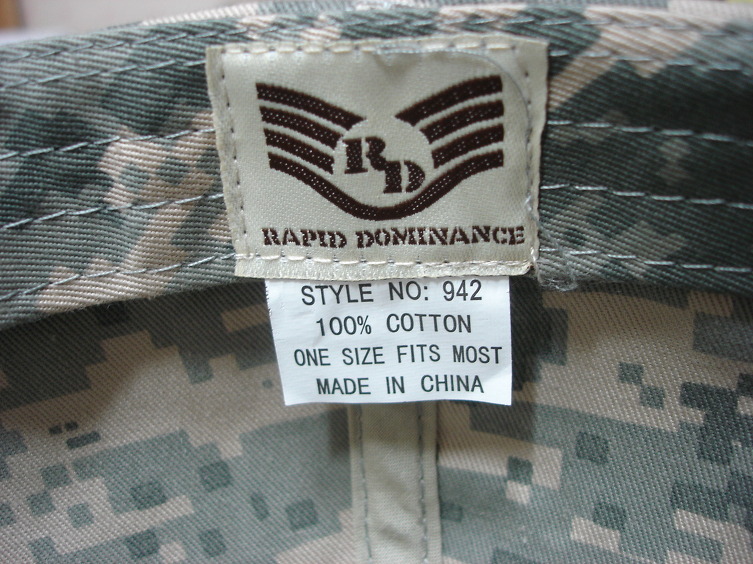 RD
RAPID DOMINANCE
STYLE NO: 942
100% COTTON
ONE SIZE FITS MOST
MADE IN CHINA